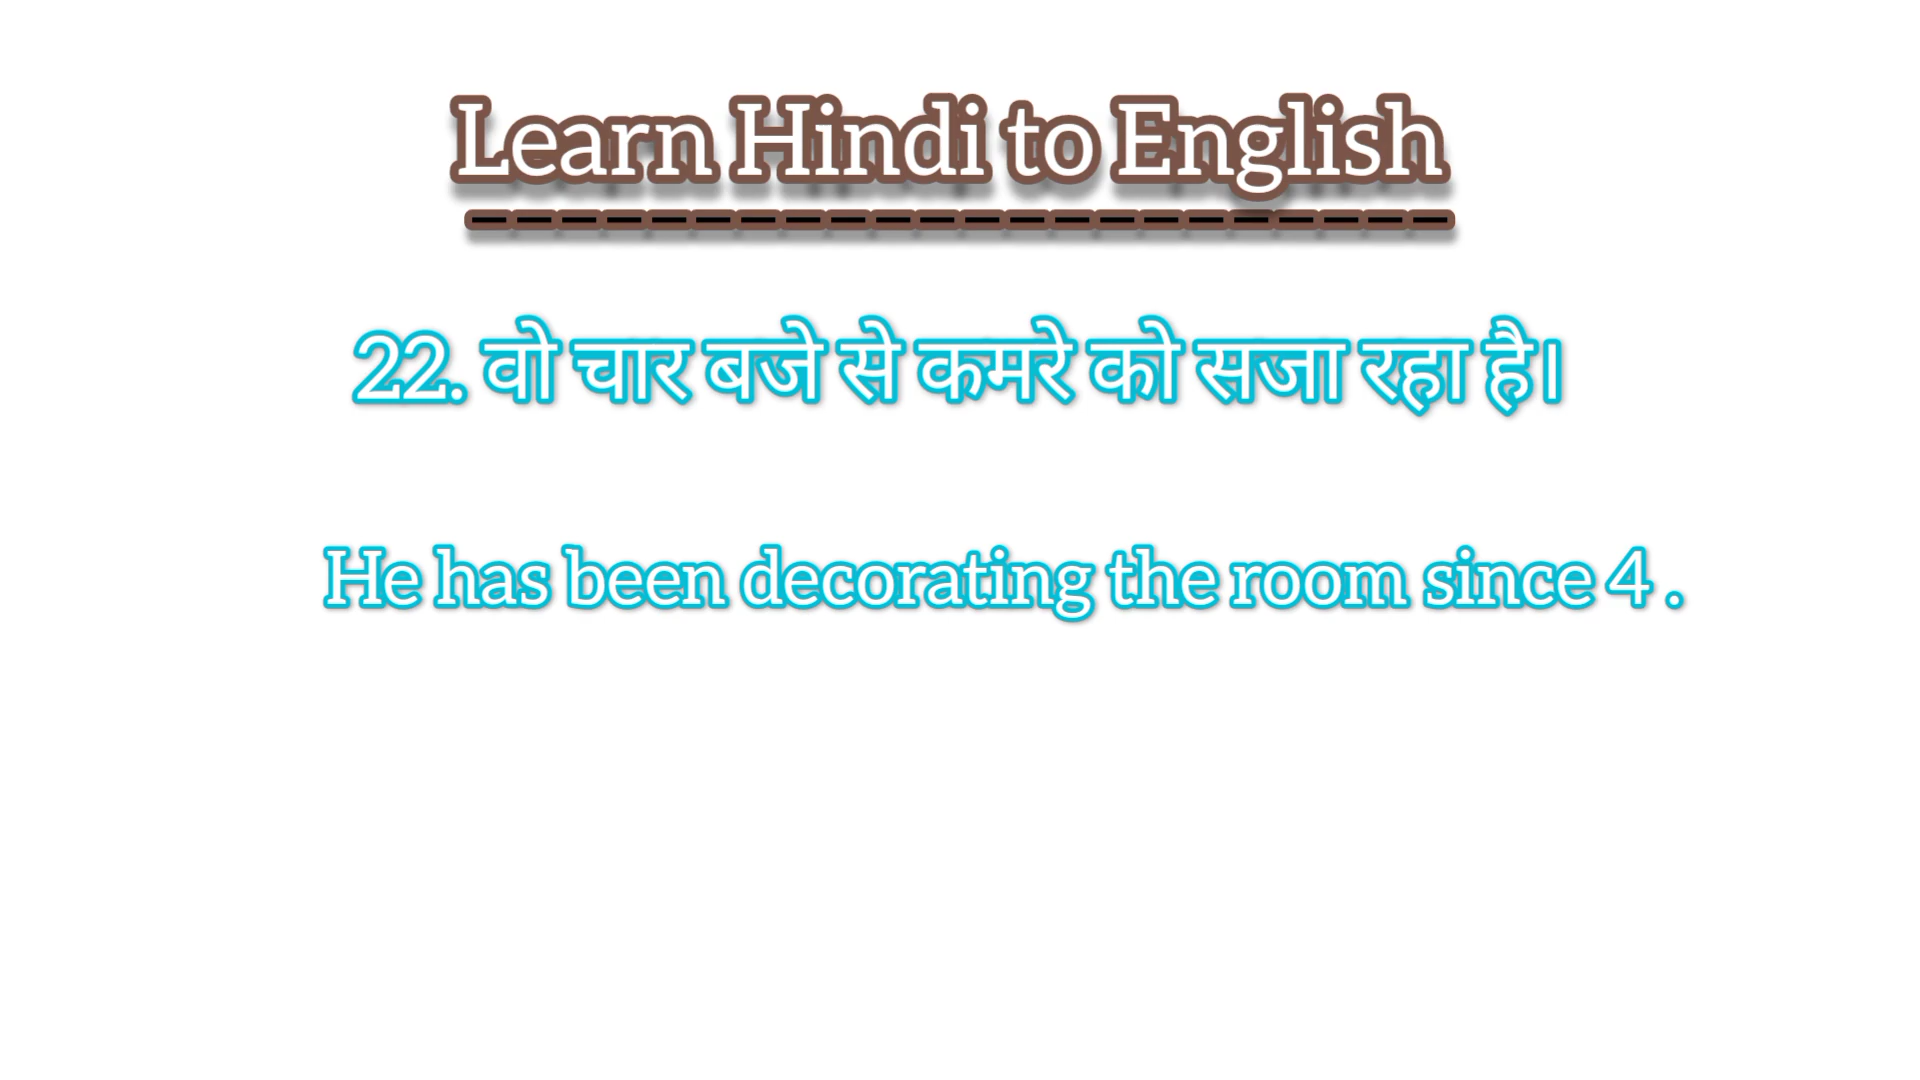 Learn Hindi to English
----------------------
22. वो चार बजे से कमरे को सजा रहा है।
He has been decorating the room since 4 .